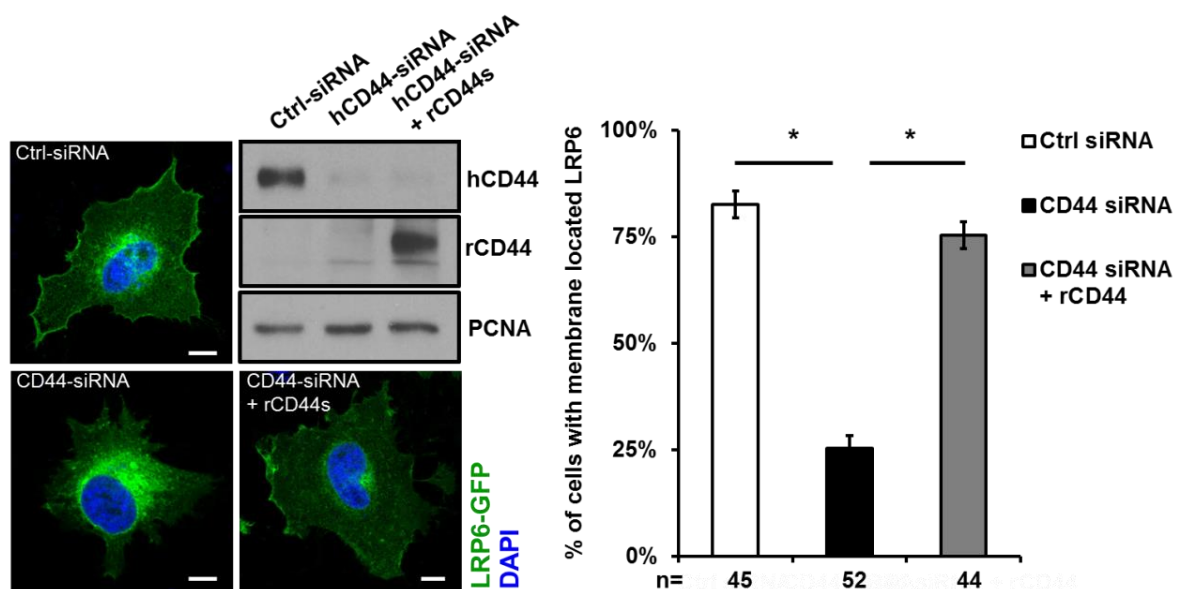 Ctrl-siRNA
hCD44-siRNA
hCD44-siRNA
+ rCD44s
Ctrl-siRNA
hCD44
rCD44
PCNA
CD44-siRNA
CD44-siRNA
+ rCD44s
LRP6-GFP
DAPI
% of cells with membrane located LRP6
100%
75%
50%
25%
0%
*
*
n=
45
52
44
Ctrl siRNA
CD44 siRNA
CD44 siRNA
+ rCD44